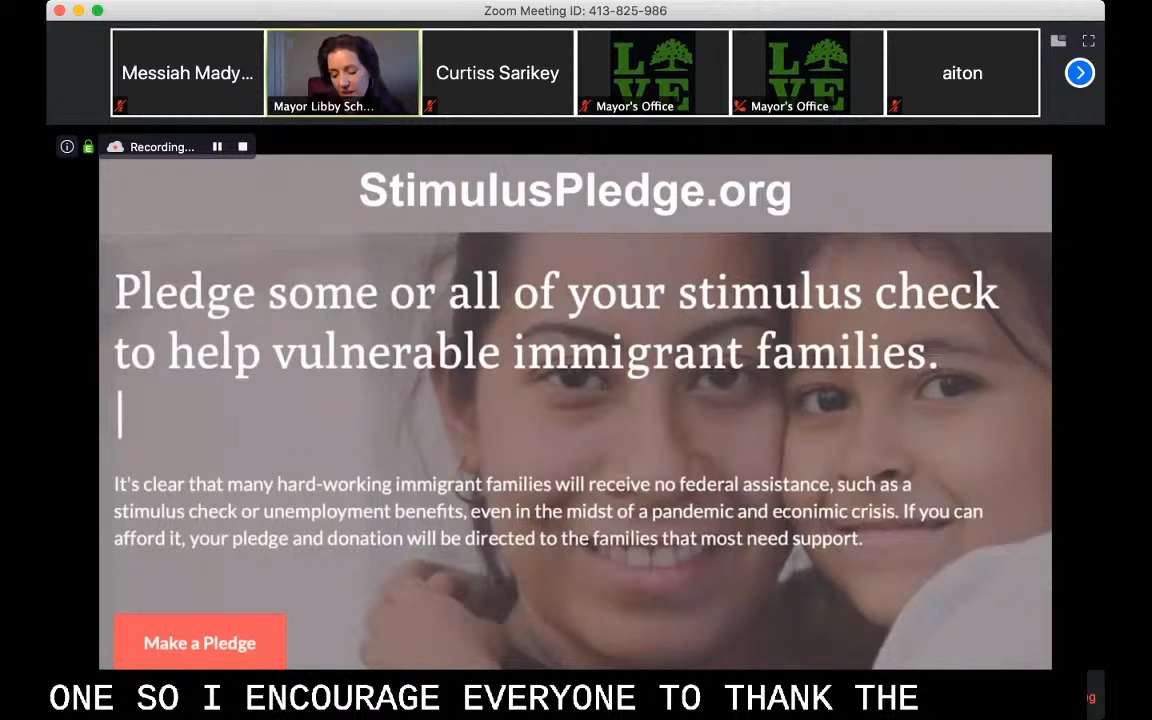 Zoom Meeting ID: 413-825-986
Messiah Mady...
Mayor Libby Sch...
Curtiss Sarikey
LOVE
Mayor's Office
LOVE
Mayor's Office
aiton
Recording...
StimulusPledge.org
Pledge some or all of your stimulus check
to help vulnerable immigrant families.
It's clear that many hard-working immigrant families will receive no federal assistance, such as a
stimulus check or unemployment benefits, even in the midst of a pandemic and econimic crisis. If you can
afford it, your pledge and donation will be directed to the families that most need support.
Make a Pledge
ONE SO I ENCOURAGE EVERYONE TO THANK THE